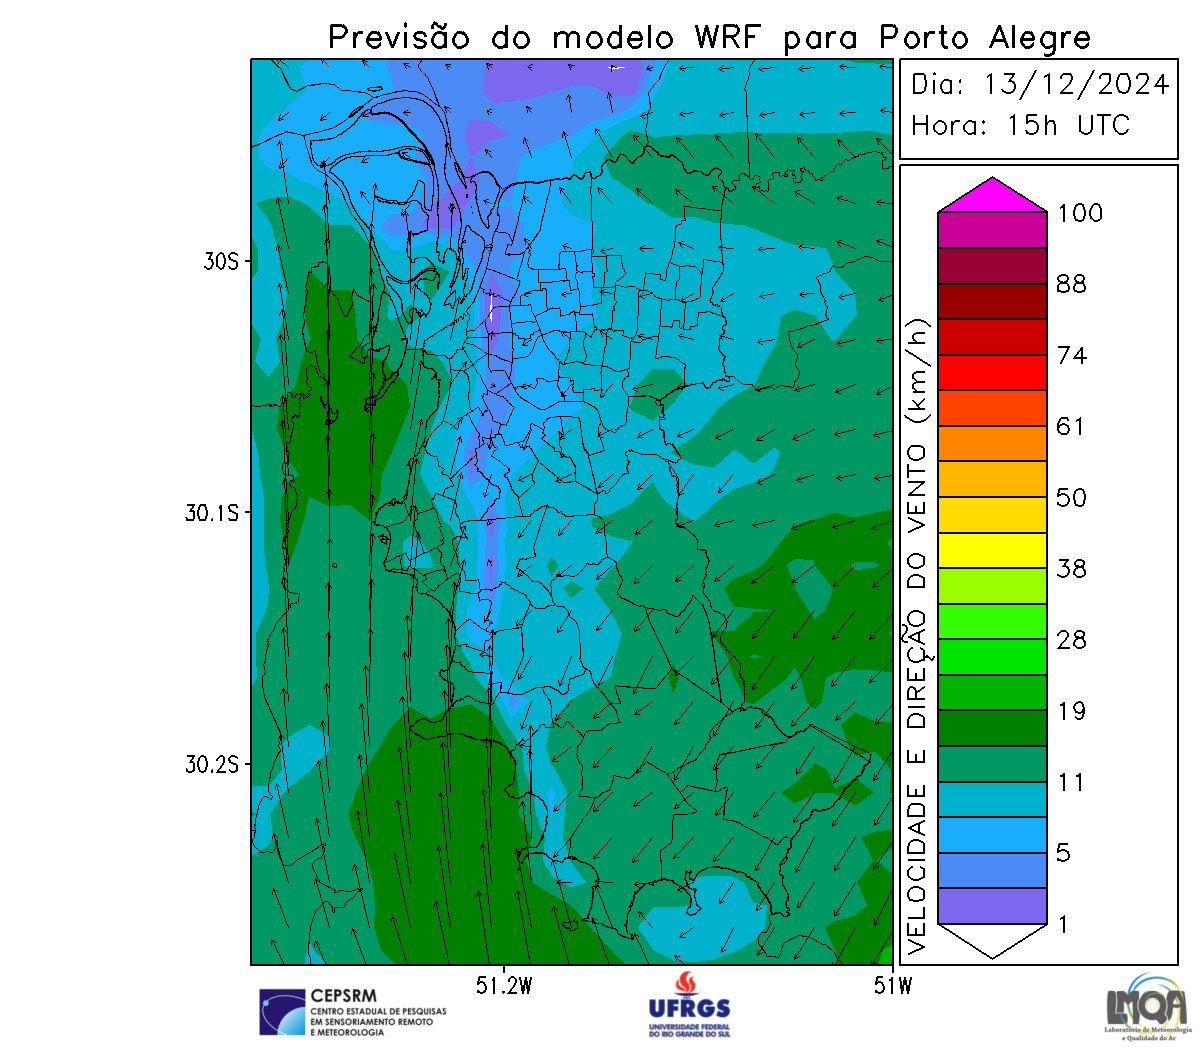 Previsão do modelo WRF para Porto Alegre
Dia: 13/12/2024
Hora: 15h UTC
VELOCIDADE E DIREÇÃO DO VENTO (km/h)
100
88
74
61
50
38
28
19
11
5
1
30S
30.1S
30.2S
51.2W
51W
CEPSRM
CENTRO ESTADUAL DE PESQUISAS
EM SENSORIAMENTO REMOTO
E METEOROLOGIA
UFRGS
UNIVERSIDADE FEDERAL
DO RIO GRANDE DO SUL
LMQA
Laboratório de Meteorologia
e Qualidade do Ar